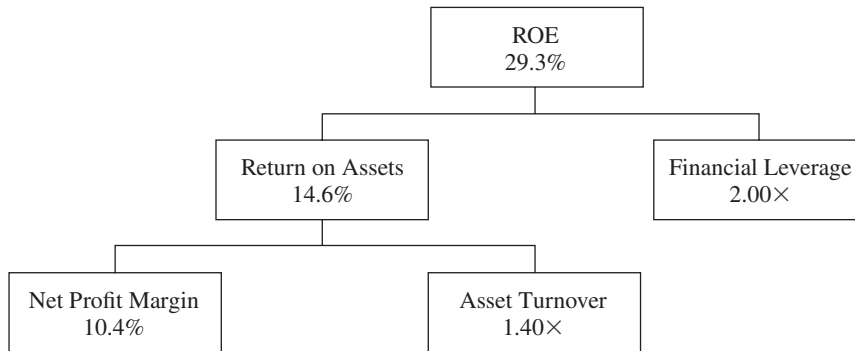 ROE
29.3%
Return on Assets
14.6%
Financial Leverage
2.00×
Net Profit Margin
10.4%
Asset Turnover
1.40×